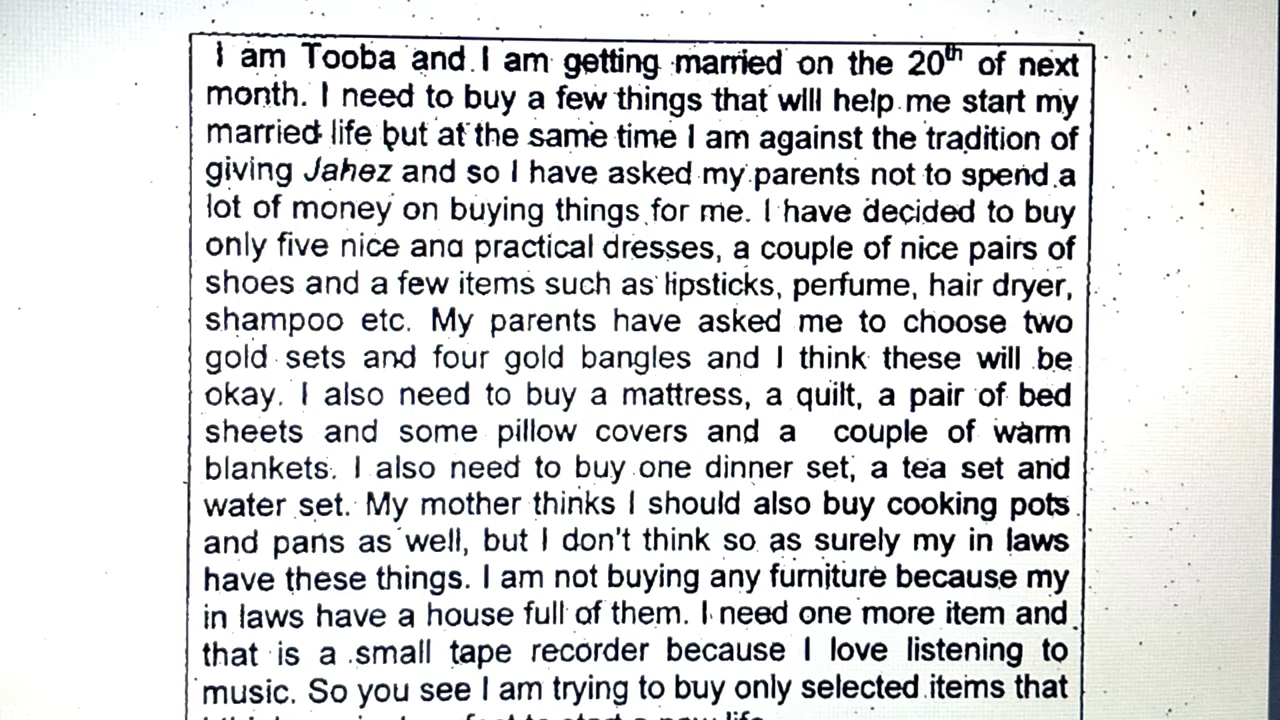 I am Tooba and I am getting married on the 20th of next
month. I need to buy a few things that will help me start my
married life but at the same time I am against the tradition of
giving Jahez and so I have asked my parents not to spend a
lot of money on buying things for me. I have decided to buy
only five nice and practical dresses, a couple of nice pairs of
shoes and a few items such as lipsticks, perfume, hair dryer,
shampoo etc. My parents have asked me to choose two
gold sets and four gold bangles and I think these will be
okay. I also need to buy a mattress, a quilt, a pair of bed
sheets and some pillow covers and a couple of warm
blankets. I also need to buy one dinner set, a tea set and
water set. My mother thinks I should also buy cooking pots
and pans as well, but I don't think so as surely my in laws
have these things. I am not buying any furniture because my
in laws have a house full of them. I need one more item and
that is a small tape recorder because I love listening to
music. So you see I am trying to buy only selected items that